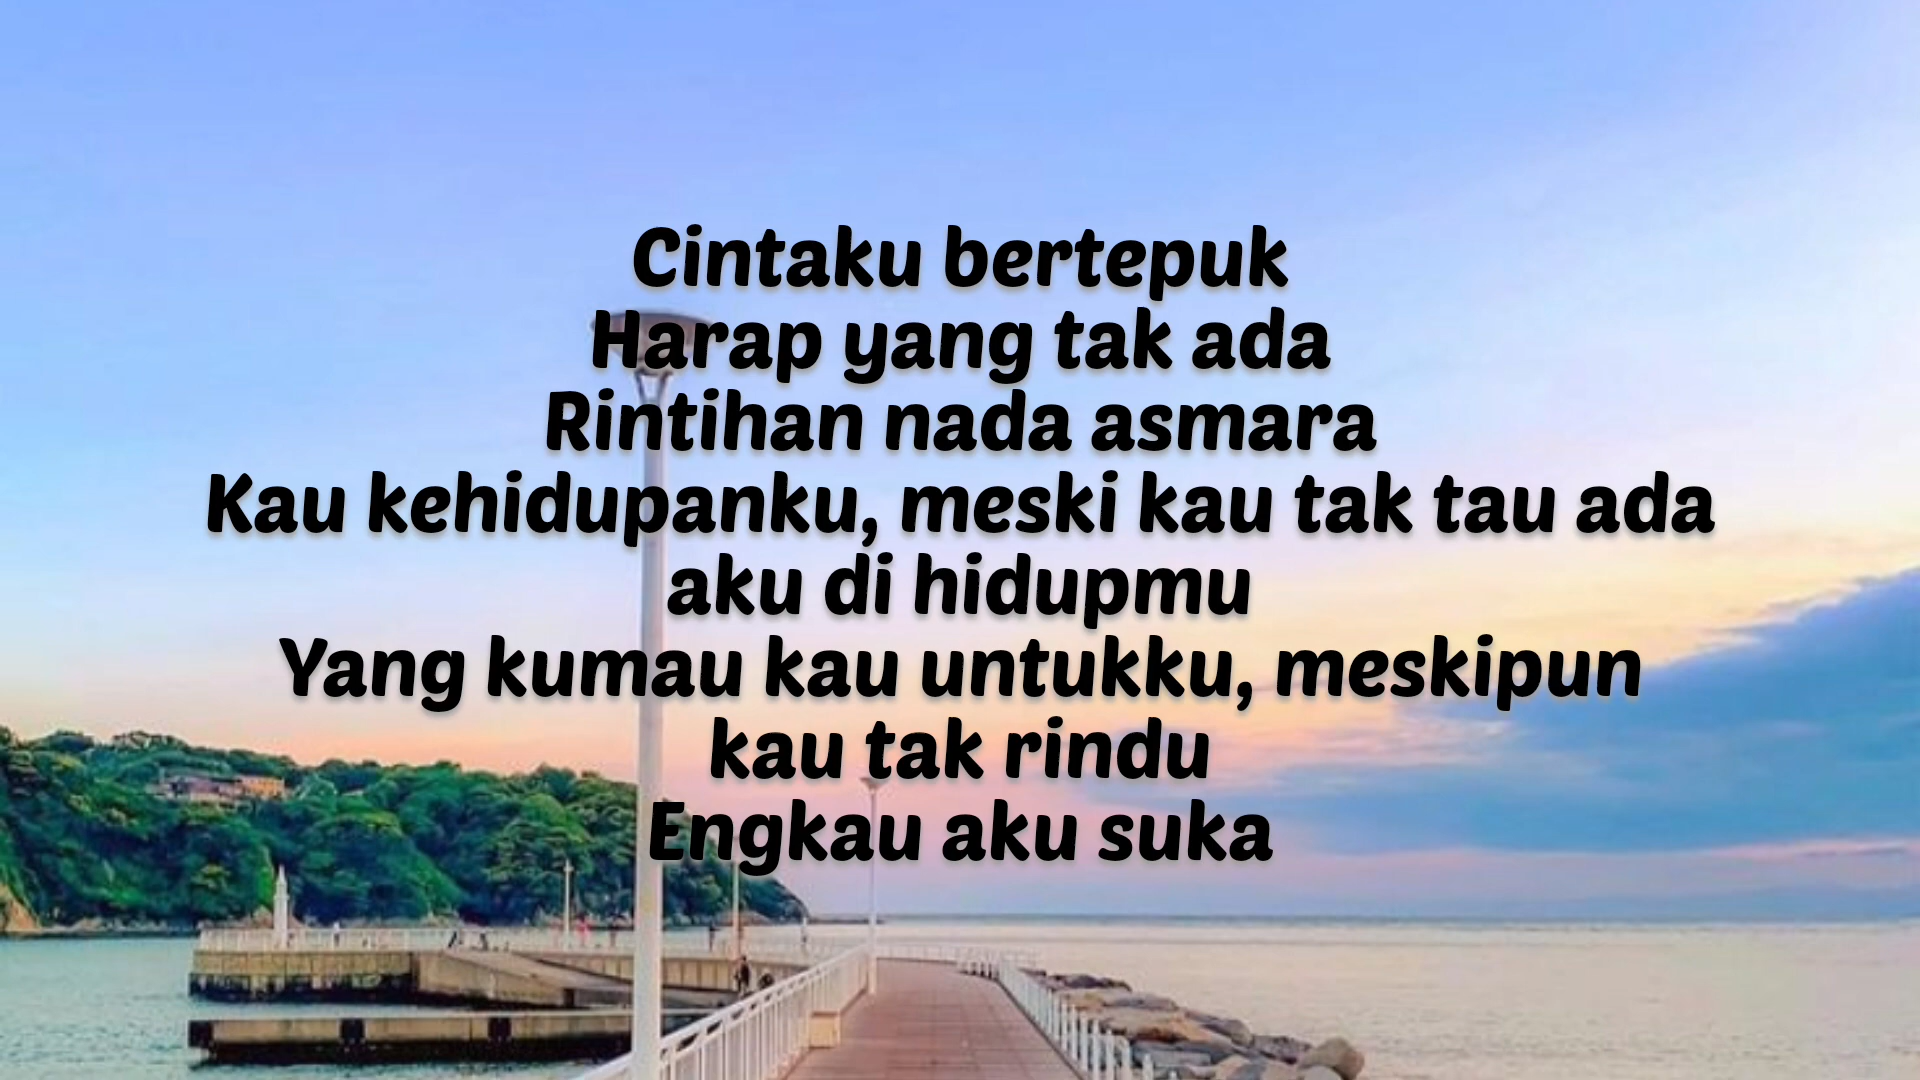 Cintaku bertepuk
Harap yang tak ada
Rintihan nada asmara
Kau kehidupanku, meski kau tak tau ada
aku di hidupmu
Yang kumau kau untukku, meskipun
kau tak rindu
Engkau aku suka